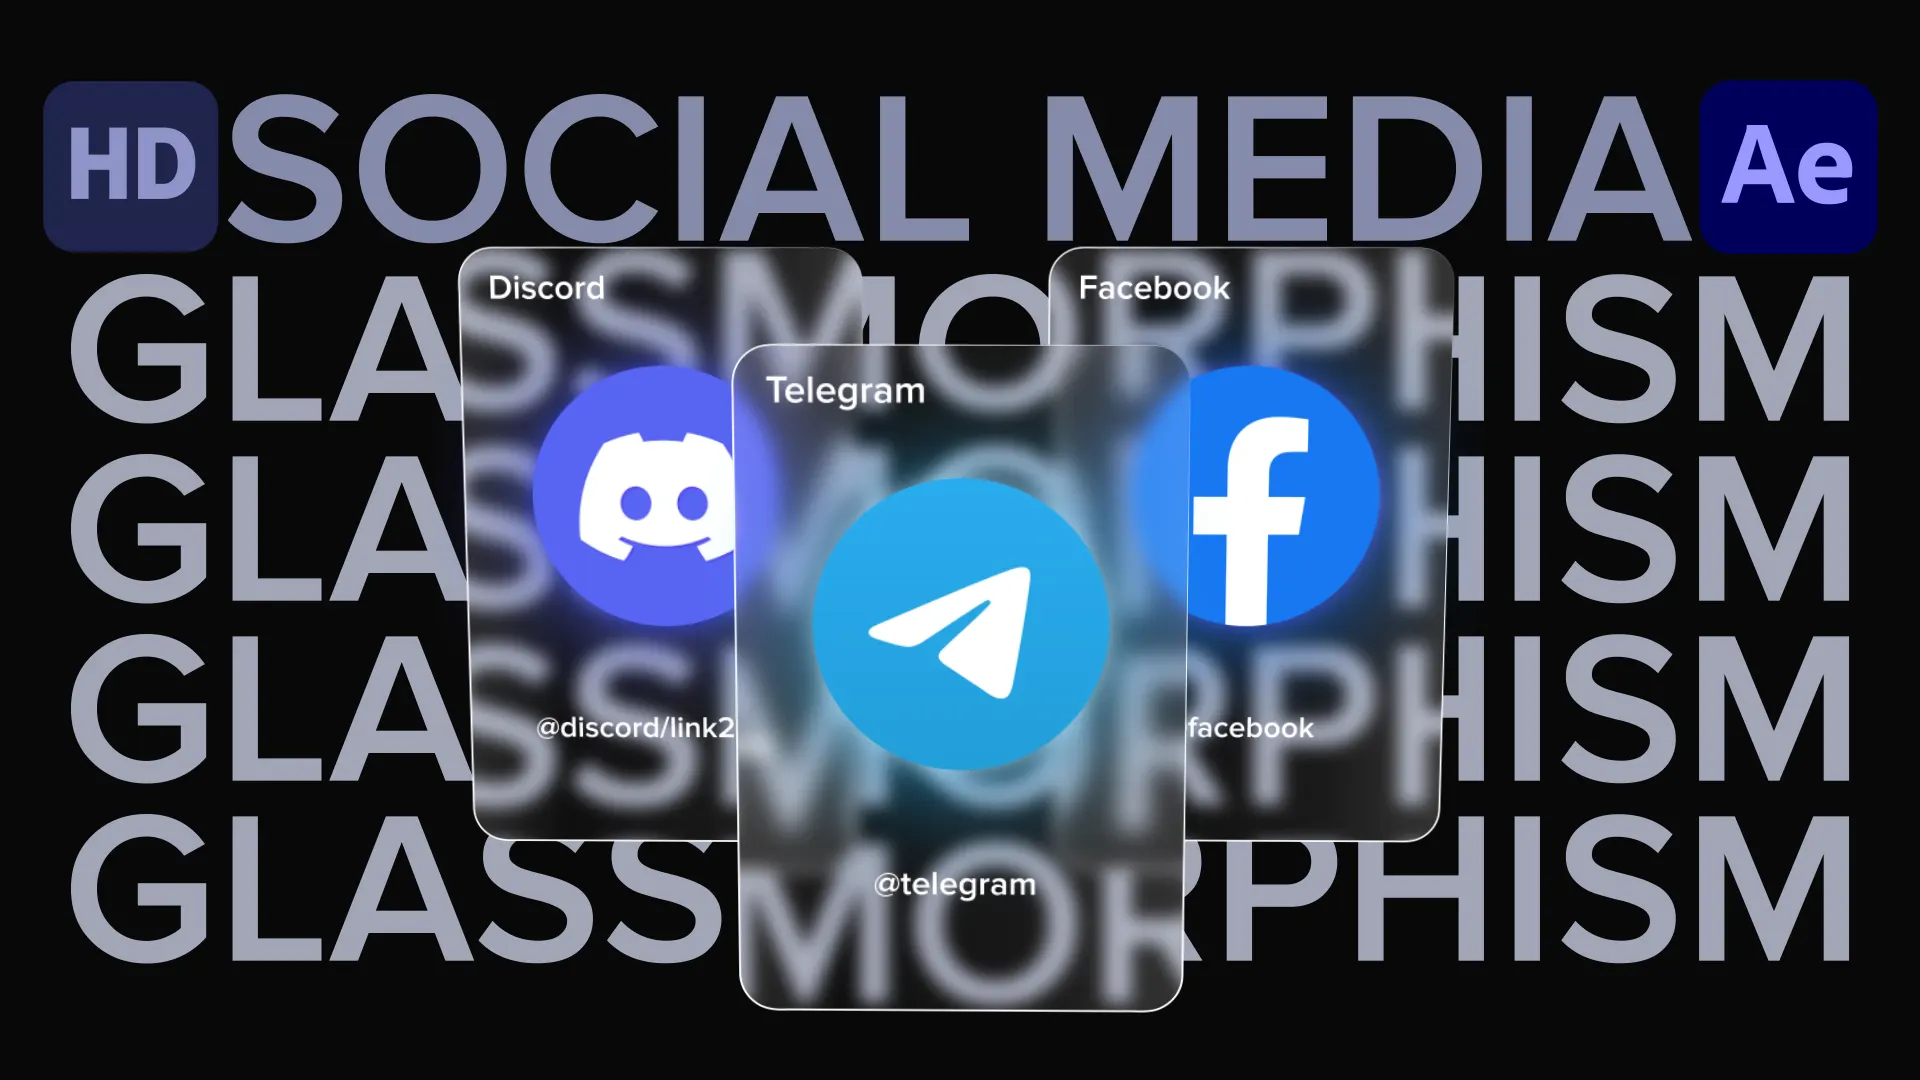 HD SOCIAL MEDIA Ae
GLASSMORPHISM
Discord
Facebook
Telegram
GLASSMORPHISM
GLASSMORPHISM
@discord/link2
facebook
GLASSMORPHISM
@telegram